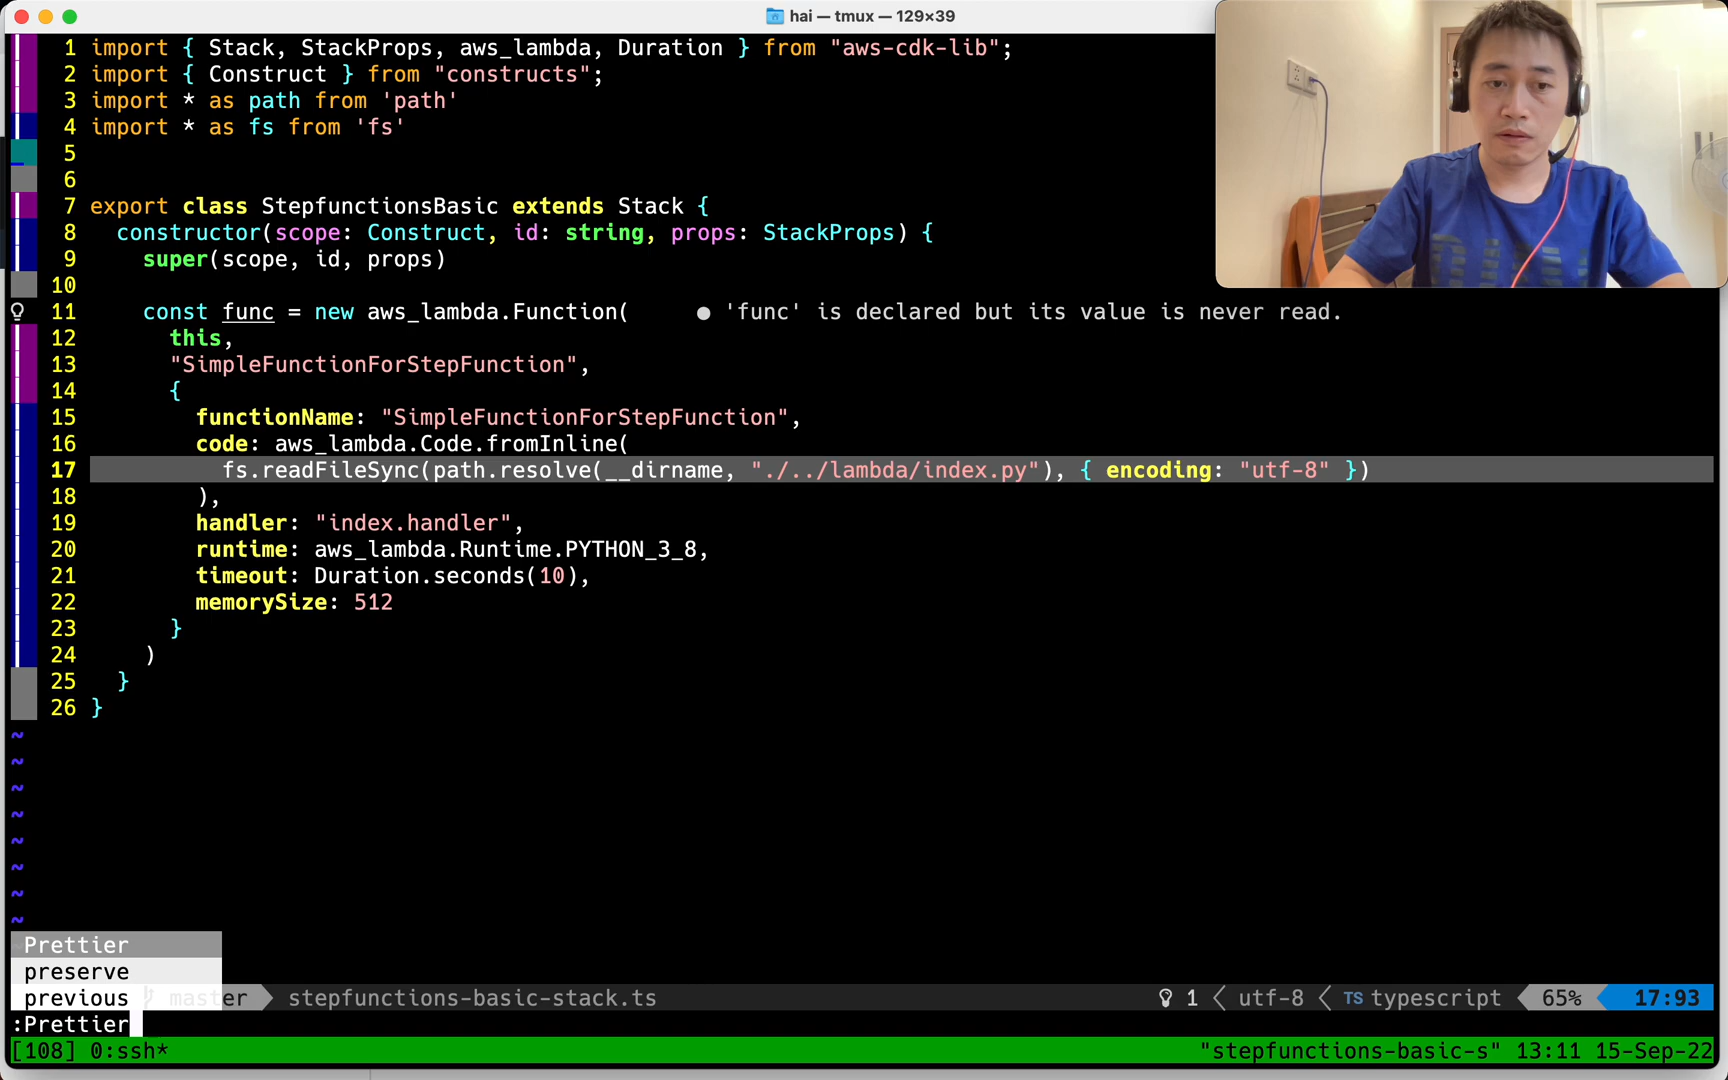 hai — tmux — 129×39
1 import { Stack, StackProps, aws_lambda, Duration } from "aws-cdk-lib";
2 import { Construct } from "constructs";
3 import * as path from 'path'
4 import * as fs from 'fs'
5
6
7 export class StepfunctionsBasic extends Stack {
8   constructor(scope: Construct, id: string, props: StackProps) {
9     super(scope, id, props)
10
11     const func = new aws_lambda.Function(     ● 'func' is declared but its value is never read.
12       this,
13       "SimpleFunctionForStepFunction",
14       {
15         functionName: "SimpleFunctionForStepFunction",
16         code: aws_lambda.Code.fromInline(
17           fs.readFileSync(path.resolve(__dirname, "./../lambda/index.py"), { encoding: "utf-8" })
18         ),
19         handler: "index.handler",
20         runtime: aws_lambda.Runtime.PYTHON_3_8,
21         timeout: Duration.seconds(10),
22         memorySize: 512
23       }
24     )
25   }
26 }
~
~
~
~
~
~
~
~
Prettier
preserve
previous master stepfunctions-basic-stack.ts 1 utf-8 TS typescript 65% 17:93
:Prettier
[108] 0:ssh* "stepfunctions-basic-s" 13:11 15-Sep-22